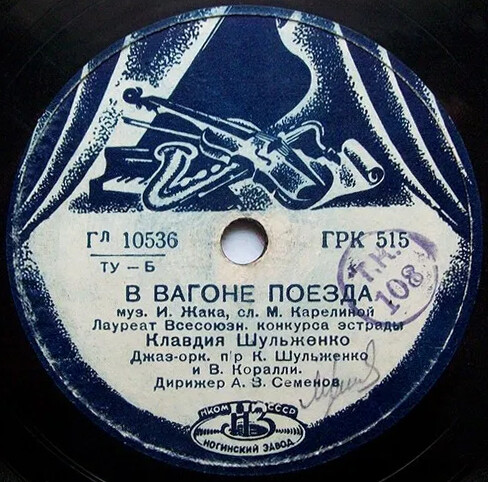 Гл 10536
ГРК 515
ТУ – Б
В ВАГОНЕ ПОЕЗДА
муз. И. Жака, сл. М. Карелиной
Лауреат Всесоюзн. конкурса эстрады
Клавдия Шульженко
Джаз-орк. п/р К. Шульженко
и В. Коралли.
Дирижер А. З. Семенов
108
НКОМ СССР
НЗ
НОГИНСКИЙ ЗАВОД